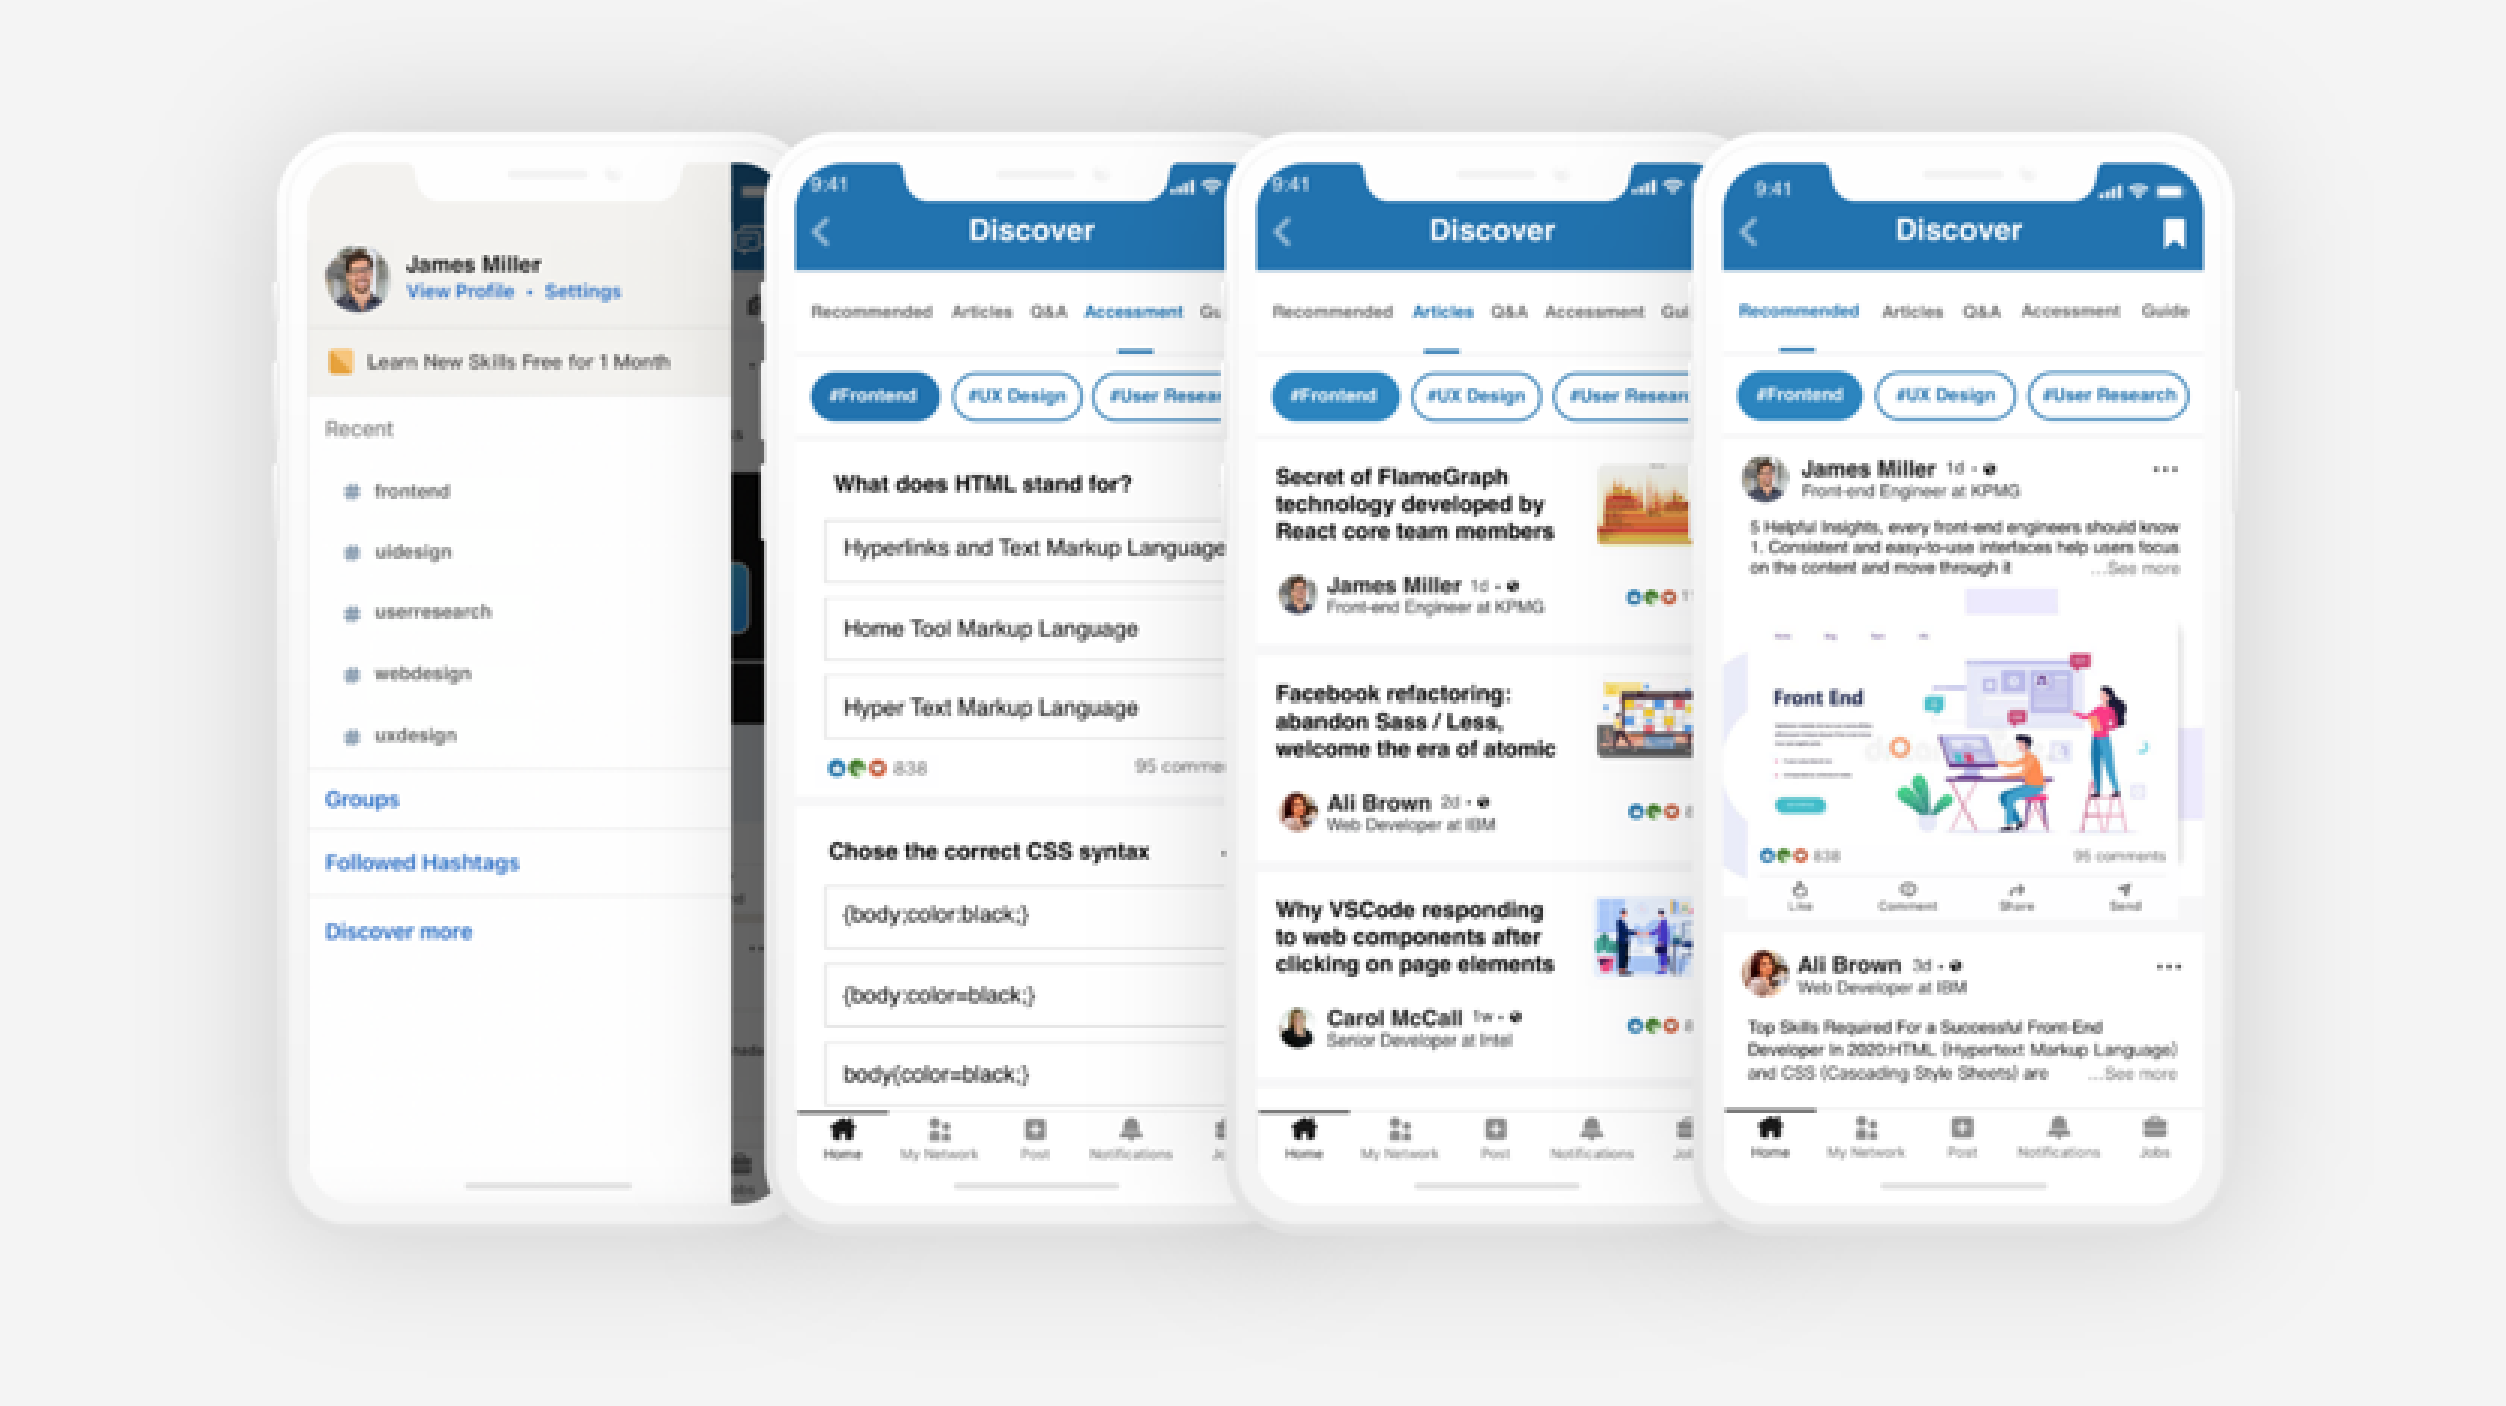 James Miller
View Profile • Settings
Learn New Skills Free for 1 Month
Recent
# frontend
# uidesign
# userresearch
# webdesign
# uxdesign
Groups
Followed Hashtags
Discover more
9:41
Discover
Recommended Articles Q&A Accessment Gu
#Frontend #UX Design #User Resear
What does HTML stand for?
Hyperlinks and Text Markup Language
Home Tool Markup Language
Hyper Text Markup Language
838 95 comme
Chose the correct CSS syntax
{body;color:black;}
{body:color=black;}
body{color=black;}
Home My Network Post Notifications
9:41
Discover
Recommended Articles Q&A Accessment Gui
#Frontend #UX Design #User Resear
Secret of FlameGraph
technology developed by
React core team members
James Miller 1d •
Front-end Engineer at KPMG
Facebook refactoring:
abandon Sass / Less,
welcome the era of atomic
Ali Brown 2d •
Web Developer at IBM
Why VSCode responding
to web components after
clicking on page elements
Carol McCall 1w •
Senior Developer at Intel
Home My Network Post Notifications
9:41
Discover
Recommended Articles Q&A Accessment Guide
#Frontend #UX Design #User Research
James Miller 1d •
Front-end Engineer at KPMG
5 Helpful Insights, every front-end engineers should know
1. Consistent and easy-to-use interfaces help users focus
on the content and move through it ...See more
Front End
838 95 comments
Like Comment Share Send
Ali Brown 3d •
Web Developer at IBM
Top Skills Required For a Successful Front-End
Developer In 2020:HTML (Hypertext Markup Language)
and CSS (Cascading Style Sheets) are ...See more
Home My Network Post Notifications Jobs